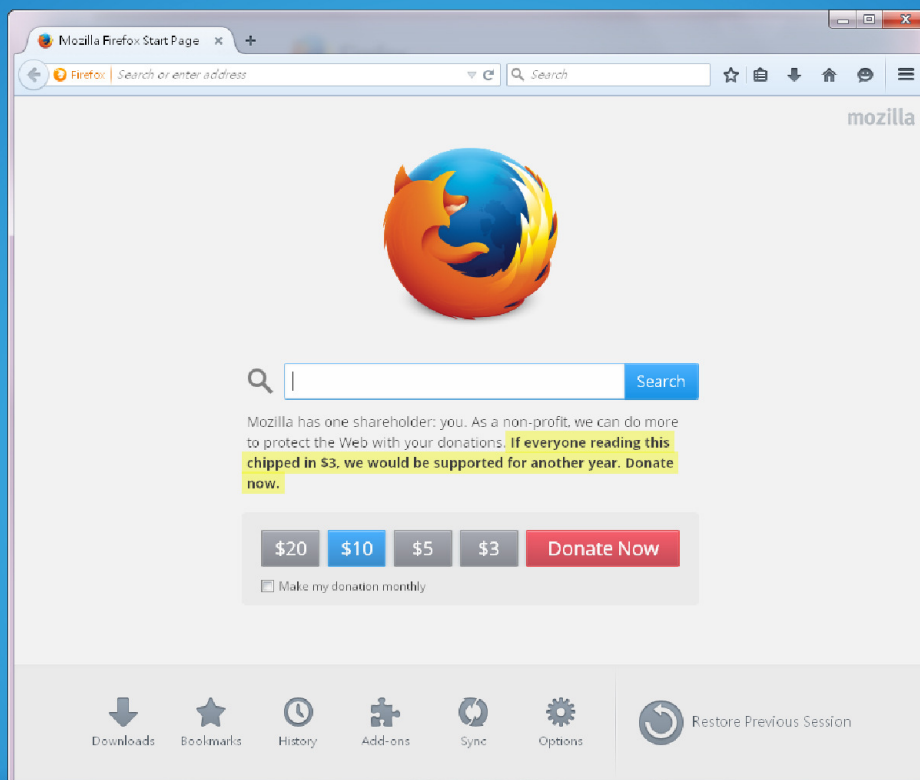 Mozilla Firefox Start Page
Firefox Search or enter address
Search
mozilla
Search
Mozilla has one shareholder: you. As a non-profit, we can do more
to protect the Web with your donations. If everyone reading this
chipped in $3, we would be supported for another year. Donate
now.
$20 $10 $5 $3 Donate Now
Make my donation monthly
Downloads Bookmarks History Add-ons Sync Options Restore Previous Session